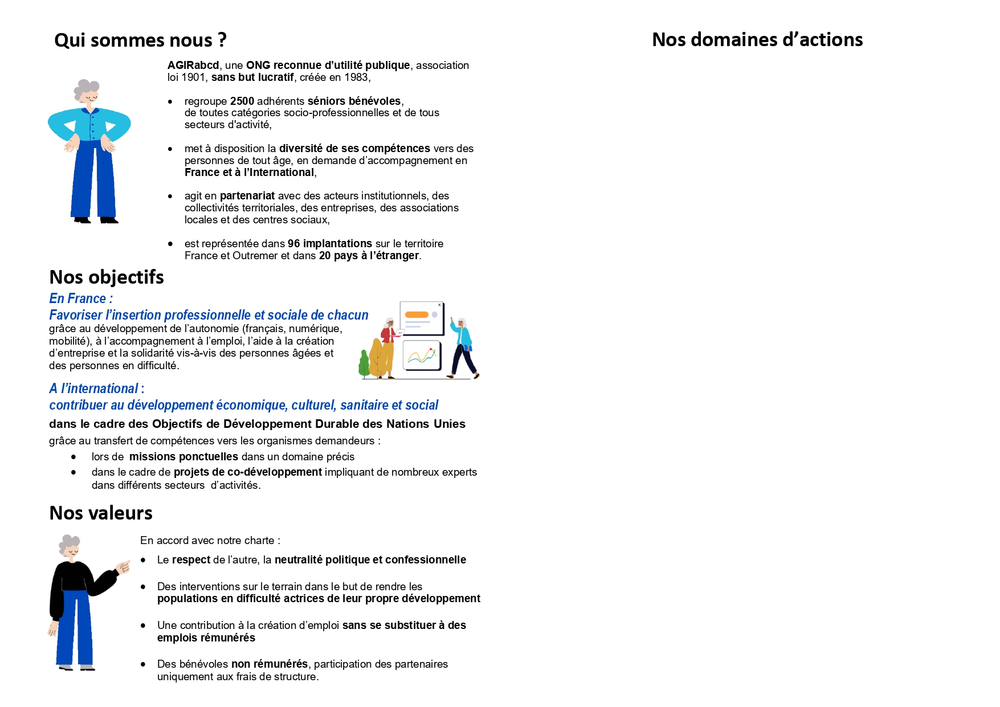 Qui sommes nous ?
AGIRabcd, une ONG reconnue d’utilité publique, association
loi 1901, sans but lucratif, créée en 1983,
• regroupe 2500 adhérents séniors bénévoles,
de toutes catégories socio-professionnelles et de tous
secteurs d'activité,
• met à disposition la diversité de ses compétences vers des
personnes de tout âge, en demande d’accompagnement en
France et à l’International,
• agit en partenariat avec des acteurs institutionnels, des
collectivités territoriales, des entreprises, des associations
locales et des centres sociaux,
• est représentée dans 96 implantations sur le territoire
France et Outremer et dans 20 pays à l’étranger.
Nos objectifs
En France :
Favoriser l’insertion professionnelle et sociale de chacun
grâce au développement de l’autonomie (français, numérique,
mobilité), à l’accompagnement à l’emploi, l’aide à la création
d’entreprise et la solidarité vis-à-vis des personnes âgées et
des personnes en difficulté.
A l’international :
contribuer au développement économique, culturel, sanitaire et social
dans le cadre des Objectifs de Développement Durable des Nations Unies
grâce au transfert de compétences vers les organismes demandeurs :
• lors de missions ponctuelles dans un domaine précis
• dans le cadre de projets de co-développement impliquant de nombreux experts
dans différents secteurs d’activités.
Nos valeurs
En accord avec notre charte :
• Le respect de l’autre, la neutralité politique et confessionnelle
• Des interventions sur le terrain dans le but de rendre les
populations en difficulté actrices de leur propre développement
• Une contribution à la création d’emploi sans se substituer à des
emplois rémunérés
• Des bénévoles non rémunérés, participation des partenaires
uniquement aux frais de structure.
Nos domaines d’actions